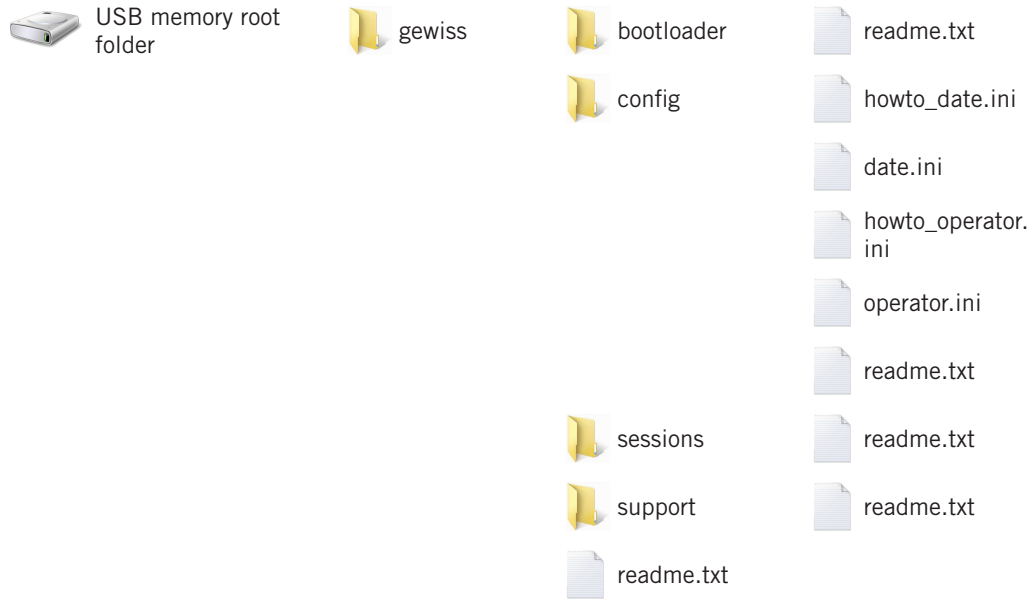 USB memory root
folder
gewiss
bootloader
readme.txt
config
howto_date.ini
date.ini
howto_operator.
ini
operator.ini
readme.txt
sessions
readme.txt
support
readme.txt
readme.txt